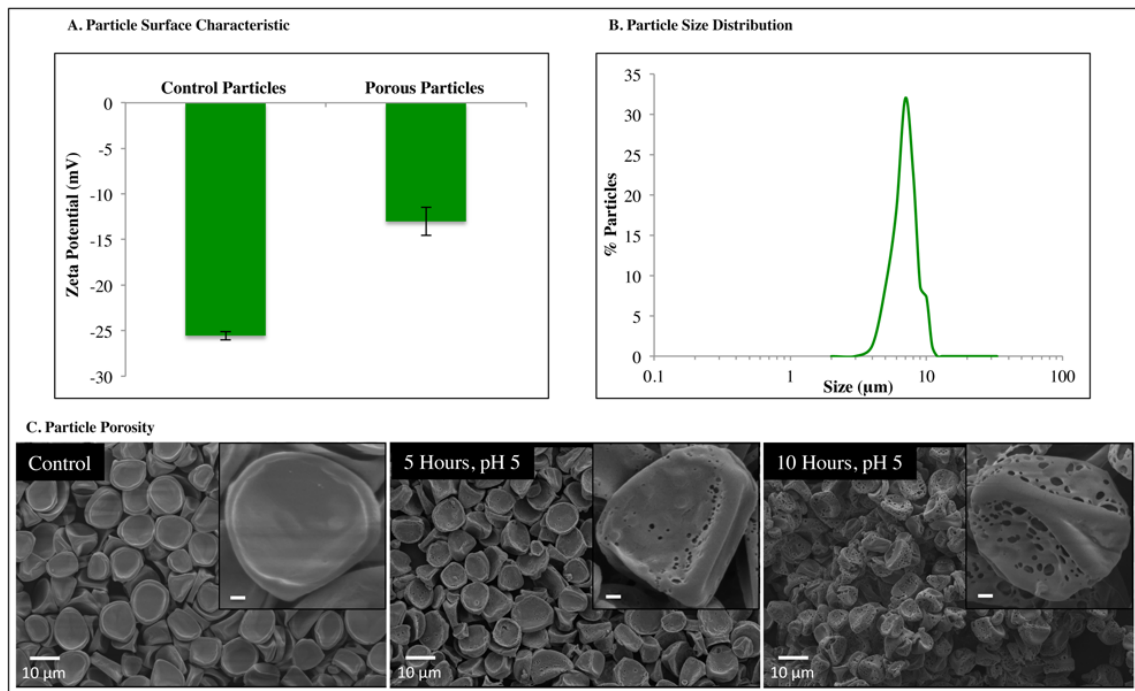 A. Particle Surface Characteristic
Control Particles
Porous Particles
0
-5
-10
-15
-20
-25
-30
Zeta Potential (mV)
B. Particle Size Distribution
35
30
25
20
15
10
5
0
% Particles
0.1
1
10
100
Size (µm)
C. Particle Porosity
Control
10 µm
5 Hours, pH 5
10 µm
10 Hours, pH 5
10 µm